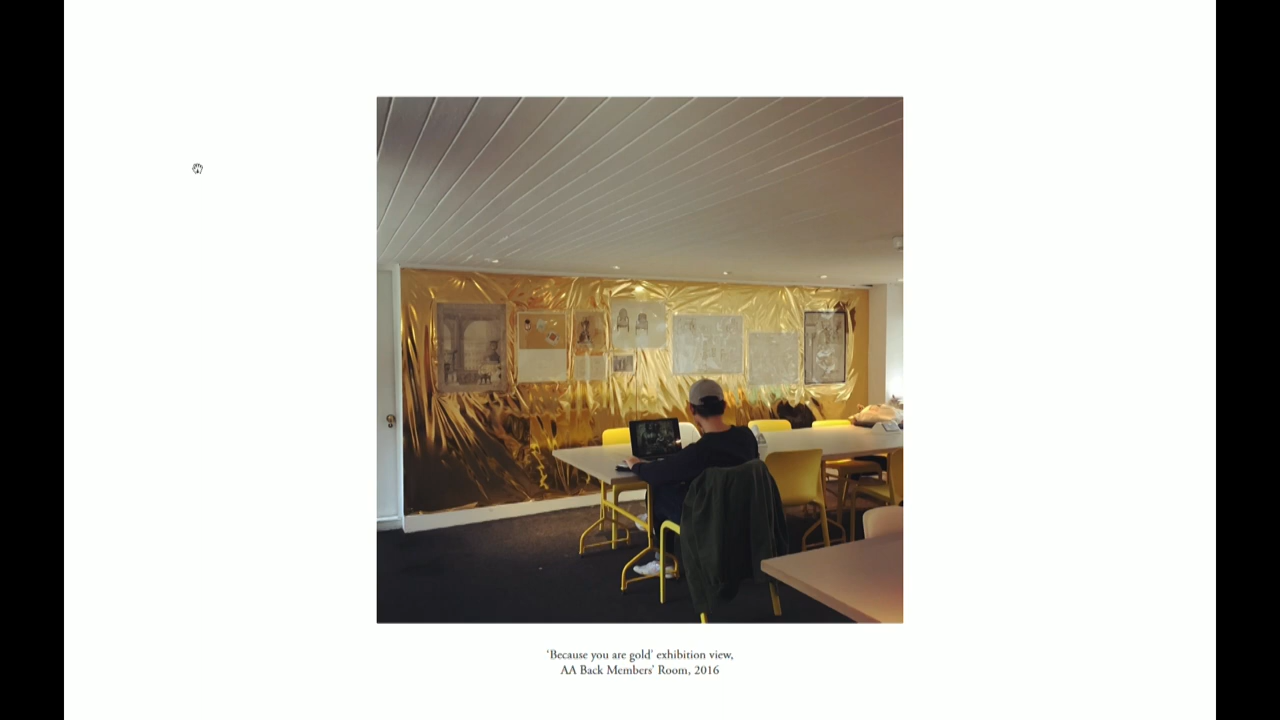 ‘Because you are gold’ exhibition view,
AA Back Members’ Room, 2016